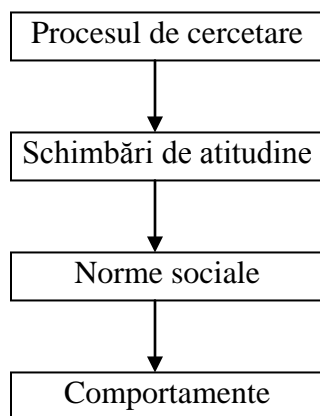 Procesul de cercetare
Schimbări de atitudine
Norme sociale
Comportamente